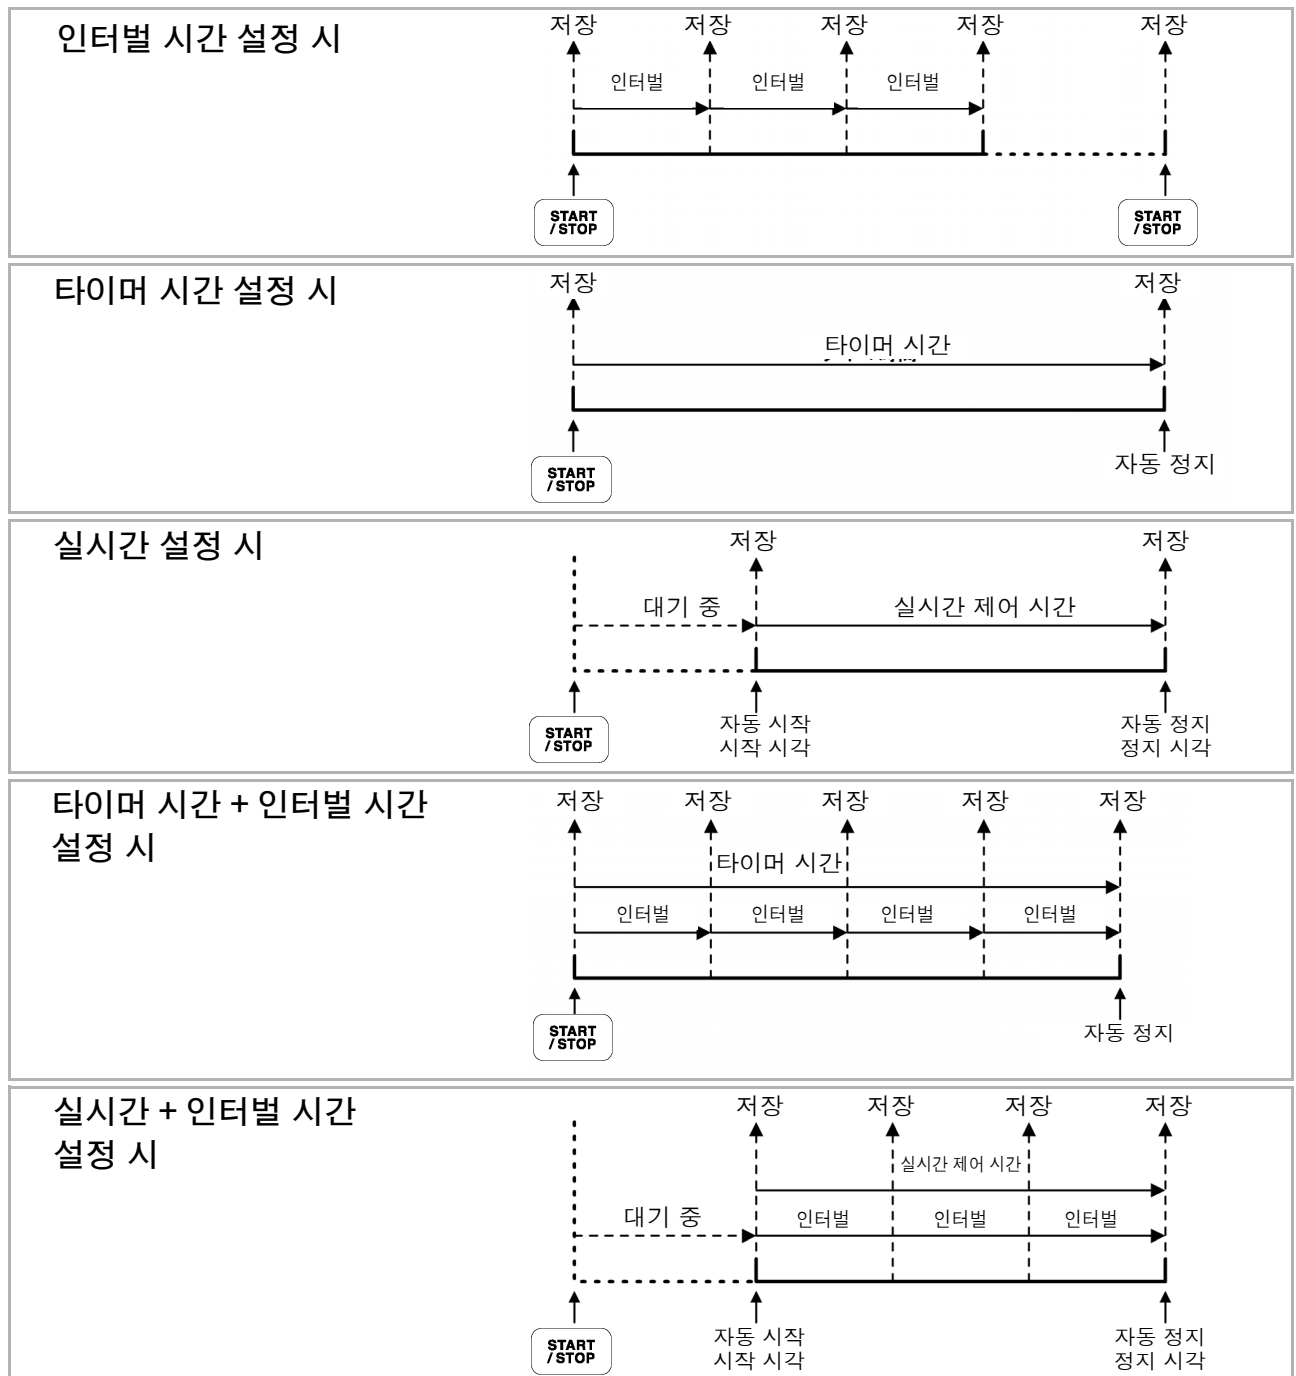 인터벌 시간 설정 시
저장 저장 저장 저장 저장
인터벌 인터벌 인터벌
START
/STOP
START
/STOP
타이머 시간 설정 시
저장 저장
타이머 시간
자동 정지
START
/STOP
실시간 설정 시
저장 저장
대기 중 실시간 제어 시간
START
/STOP
자동 시작
시작 시각
자동 정지
정지 시각
타이머 시간 + 인터벌 시간
설정 시
저장 저장 저장 저장 저장
타이머 시간
인터벌 인터벌 인터벌 인터벌
START
/STOP
자동 정지
실시간 + 인터벌 시간
설정 시
저장 저장 저장 저장
실시간 제어 시간
대기 중 인터벌 인터벌 인터벌
START
/STOP
자동 시작
시작 시각
자동 정지
정지 시각